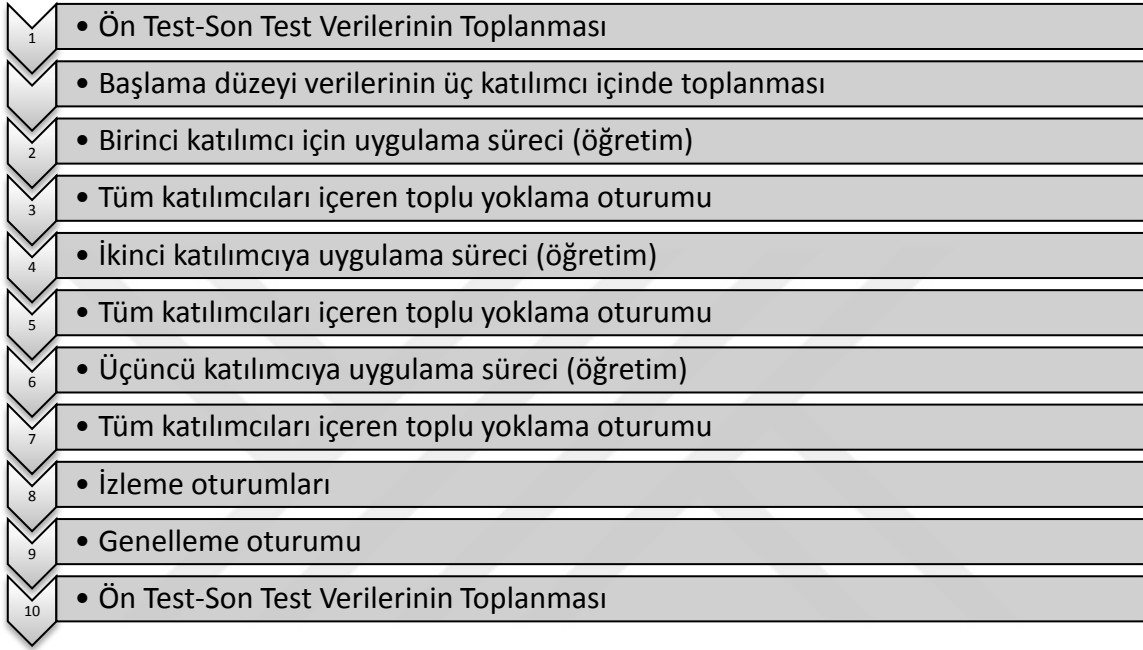 1 • Ön Test-Son Test Verilerinin Toplanması
• Başlama düzeyi verilerinin üç katılımcı içinde toplanması
2 • Birinci katılımcı için uygulama süreci (öğretim)
3 • Tüm katılımcıları içeren toplu yoklama oturumu
4 • İkinci katılımcıya uygulama süreci (öğretim)
5 • Tüm katılımcıları içeren toplu yoklama oturumu
6 • Üçüncü katılımcıya uygulama süreci (öğretim)
7 • Tüm katılımcıları içeren toplu yoklama oturumu
8 • İzleme oturumları
9 • Genelleme oturumu
10 • Ön Test-Son Test Verilerinin Toplanması